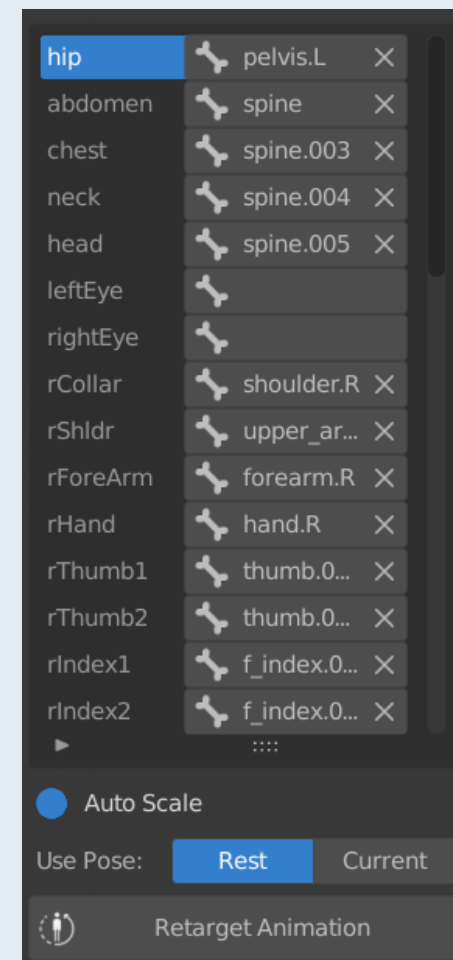 hip pelvis.L
abdomen spine
chest spine.003
neck spine.004
head spine.005
leftEye
rightEye
rCollar shoulder.R
rShldr upper_ar...
rForeArm forearm.R
rHand hand.R
rThumb1 thumb.0...
rThumb2 thumb.0...
rIndex1 f_index.0...
rIndex2 f_index.0...
Auto Scale
Use Pose: Rest Current
Retarget Animation